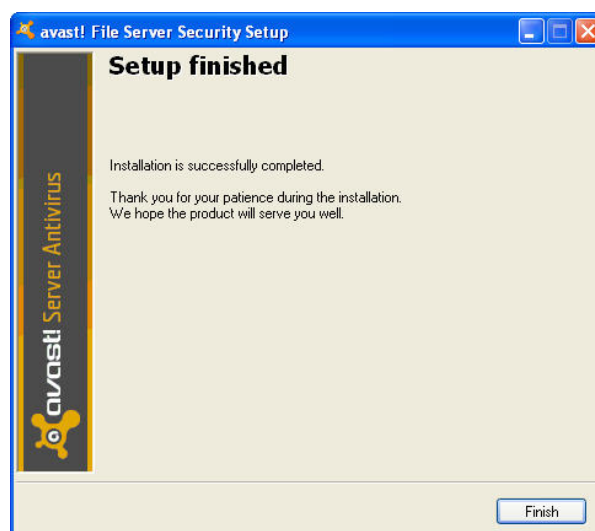 avast! File Server Security Setup
Setup finished
Installation is successfully completed.
Thank you for your patience during the installation.
We hope the product will serve you well.
avast! Server Antivirus
Finish